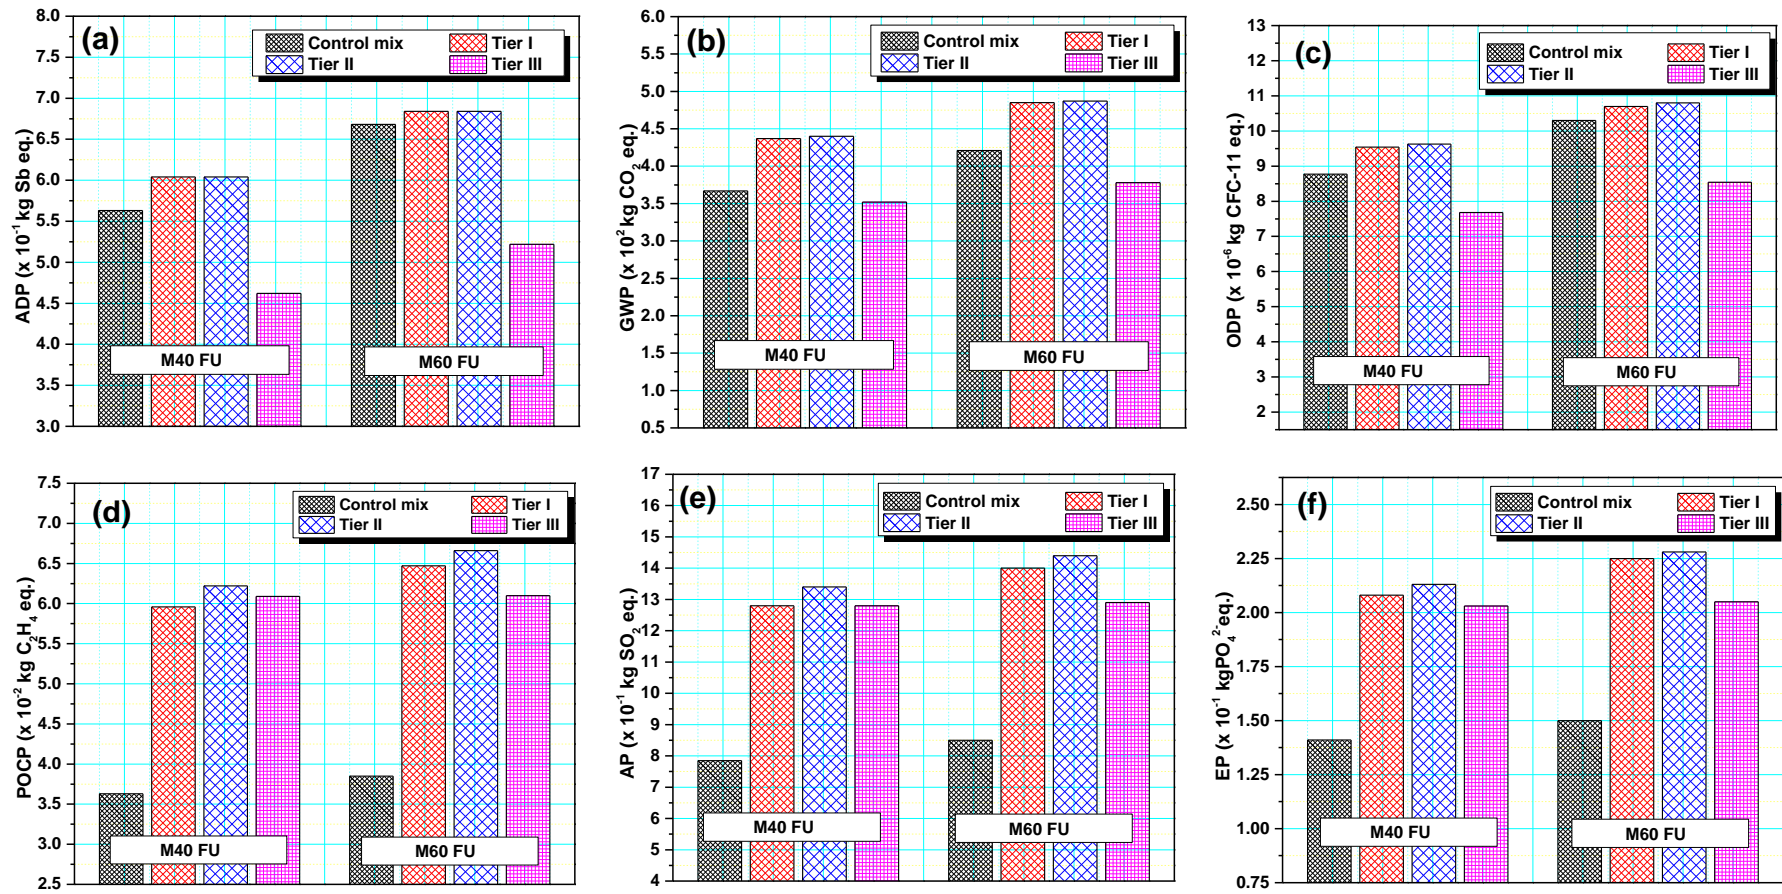 (a)
Control mix Tier I
Tier II Tier III
8.0
7.0
6.5
6.0
5.5
5.0
4.5
4.0
3.5
3.0
ADP (x 10⁻¹ kg Sb eq.)
M40 FU
M60 FU
(b)
Control mix Tier I
Tier II Tier III
6.0
5.5
5.0
4.5
4.0
3.5
3.0
2.5
2.0
1.5
1.0
0.5
GWP (x 10² kg CO₂ eq.)
M40 FU
M60 FU
(c)
Control mix Tier I
Tier II Tier III
13
12
11
10
9
8
7
6
5
4
3
2
ODP (x 10⁻⁶ kg CFC-11 eq.)
M40 FU
M60 FU
(d)
Control mix Tier I
Tier II Tier III
7.5
7.0
6.5
6.0
5.5
5.0
4.5
4.0
3.5
3.0
2.5
POCP (x 10⁻² kg C₂H₄ eq.)
M40 FU
M60 FU
(e)
Control mix Tier I
Tier II Tier III
17
16
15
14
13
12
11
10
9
8
7
6
5
4
AP (x 10⁻¹ kg SO₂ eq.)
M40 FU
M60 FU
(f)
Control mix Tier I
Tier II Tier III
2.50
2.25
2.00
1.75
1.50
1.25
1.00
0.75
EP (x 10⁻¹ kgPO₄²⁻eq.)
M40 FU
M60 FU